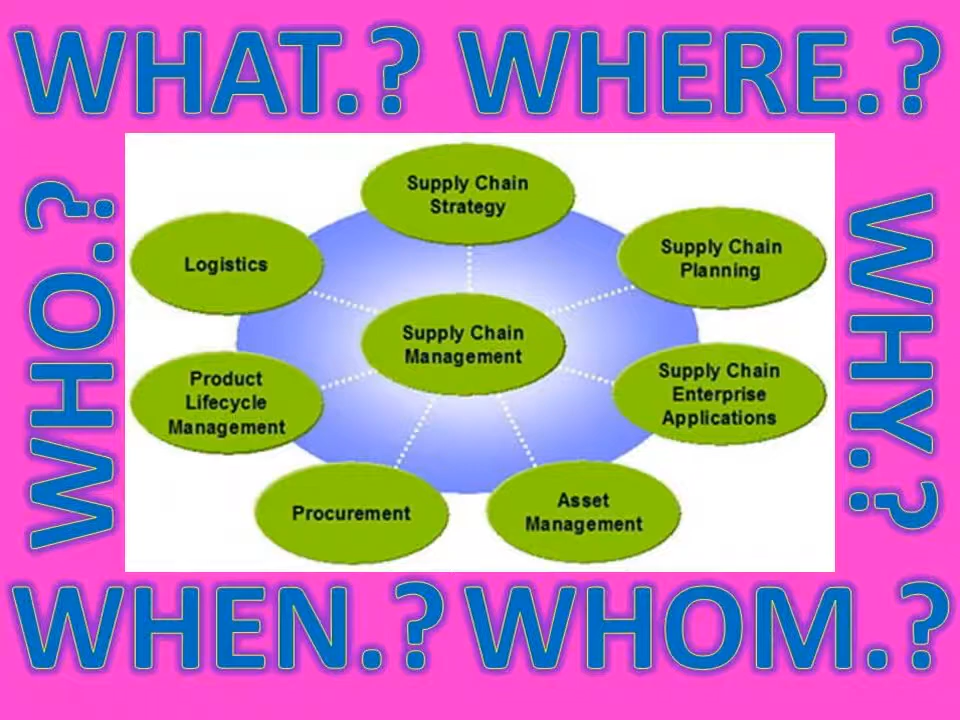 WHAT.? WHERE.?
WHO.?
WHY.?
Supply Chain
Strategy
Logistics
Supply Chain
Planning
Supply Chain
Management
Product
Lifecycle
Management
Supply Chain
Enterprise
Applications
Procurement
Asset
Management
WHEN.? WHOM.?